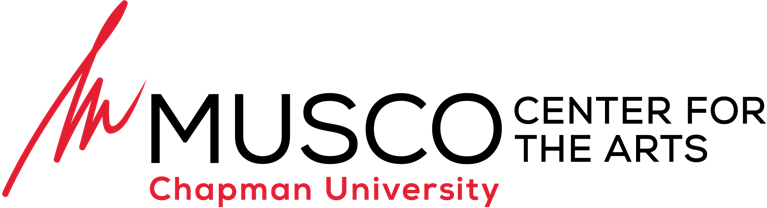 MUSCO CENTER FOR
THE ARTS
Chapman University